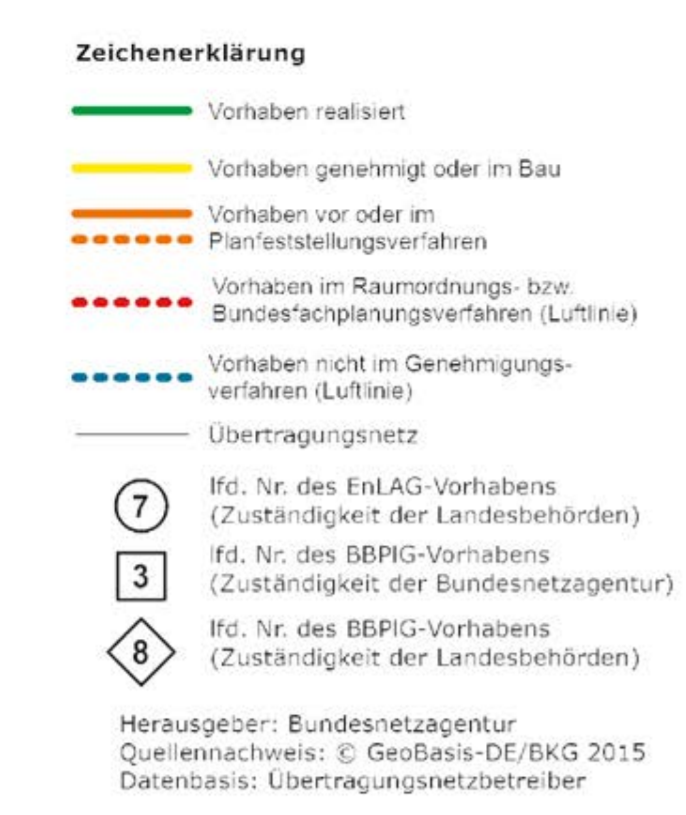 Zeichenerklärung
Vorhaben realisiert
Vorhaben genehmigt oder im Bau
Vorhaben vor oder im
Planfeststellungsverfahren
Vorhaben im Raumordnungs- bzw.
Bundesfachplanungsverfahren (Luftlinie)
Vorhaben nicht im Genehmigungs-
verfahren (Luftlinie)
Übertragungsnetz
7
lfd. Nr. des EnLAG-Vorhabens
(Zuständigkeit der Landesbehörden)
3
lfd. Nr. des BBPlG-Vorhabens
(Zuständigkeit der Bundesnetzagentur)
8
lfd. Nr. des BBPlG-Vorhabens
(Zuständigkeit der Landesbehörden)
Herausgeber: Bundesnetzagentur
Quellennachweis: © GeoBasis-DE/BKG 2015
Datenbasis: Übertragungsnetzbetreiber